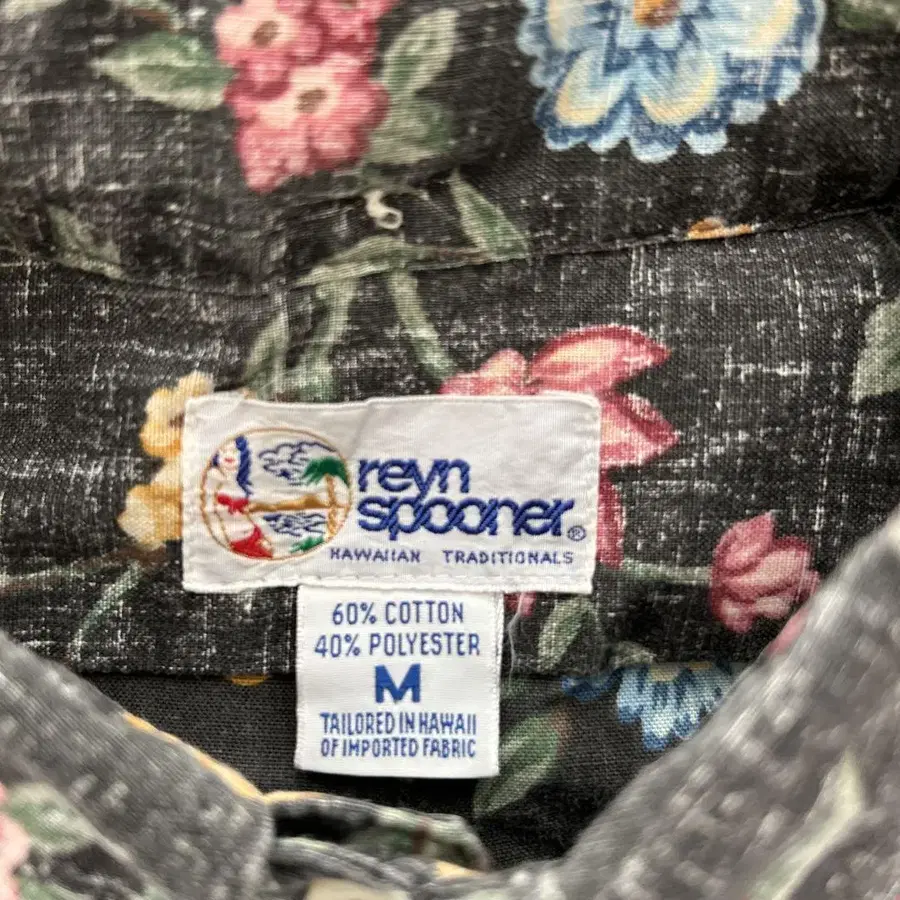 reyn
spooner®
HAWAIIAN TRADITIONALS
60% COTTON
40% POLYESTER
M
TAILORED IN HAWAII
OF IMPORTED FABRIC